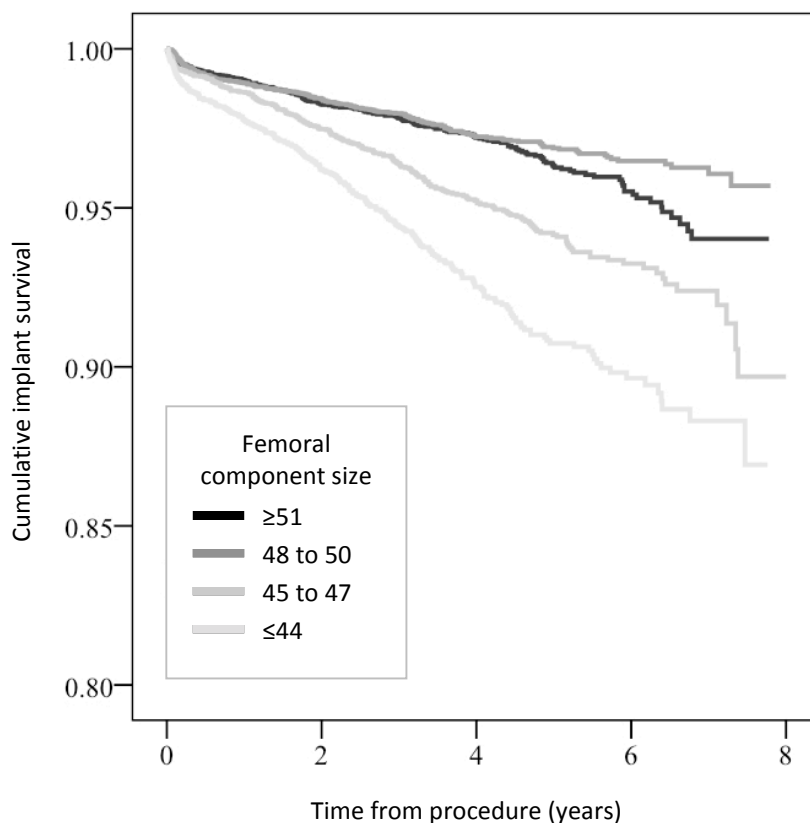 1.00
0.95
0.90
0.85
0.80
Cumulative implant survival
Femoral
component size
≥51
48 to 50
45 to 47
≤44
0 2 4 6 8
Time from procedure (years)